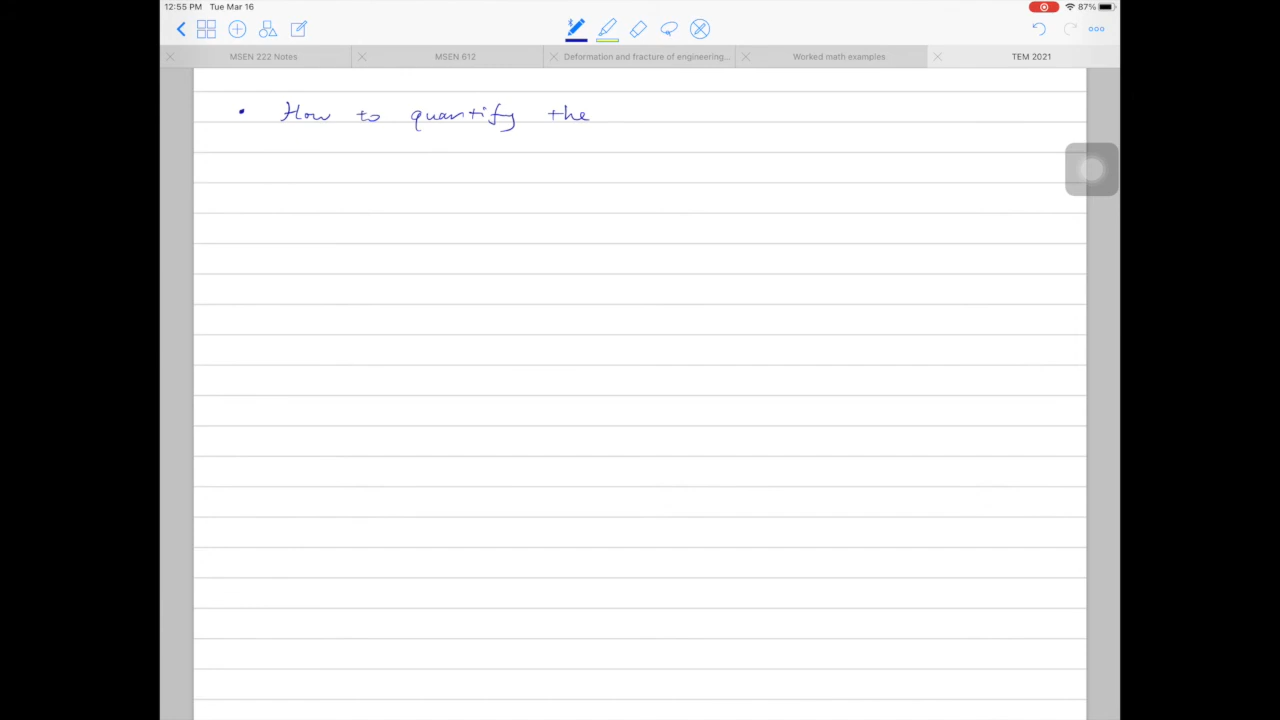 12:55 PM Tue Mar 16 87%
MSEN 222 Notes MSEN 612 Deformation and fracture of engineering... Worked math examples TEM 2021
• How to quantify the